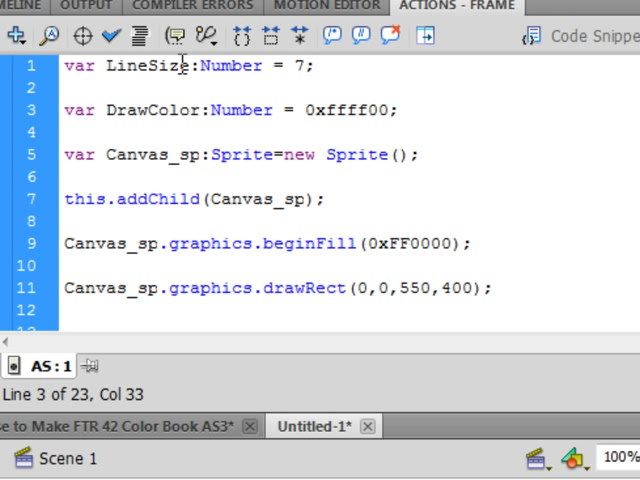 MELINE OUTPUT COMPILER ERRORS MOTION EDITOR ACTIONS - FRAME
Code Snippe
1 var LineSize:Number = 7;
2
3 var DrawColor:Number = 0xffff00;
4
5 var Canvas_sp:Sprite=new Sprite();
6
7 this.addChild(Canvas_sp);
8
9 Canvas_sp.graphics.beginFill(0xFF0000);
10
11 Canvas_sp.graphics.drawRect(0,0,550,400);
12
AS:1
Line 3 of 23, Col 33
se to Make FTR 42 Color Book AS3* Untitled-1*
Scene 1 100%